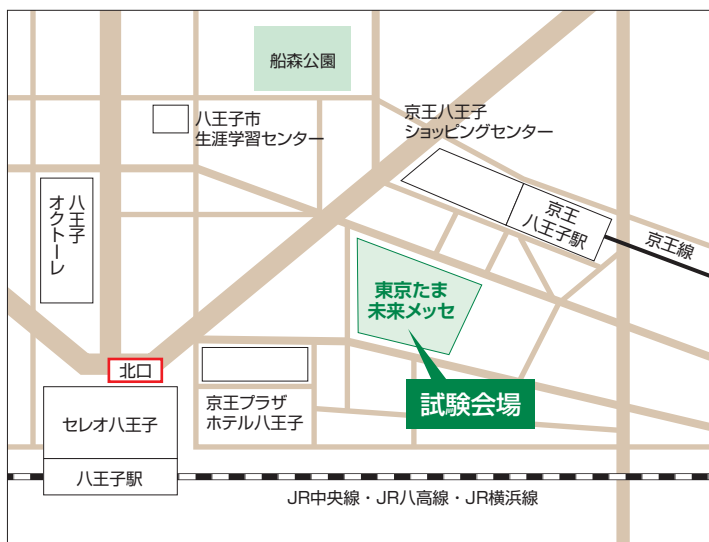 船森公園
八王子市
生涯学習センター
京王八王子
ショッピングセンター
八王子
オクトーレ
京王
八王子駅
京王線
東京たま
未来メッセ
北口
京王プラザ
ホテル八王子
試験会場
セレオ八王子
八王子駅
JR中央線・JR八高線・JR横浜線